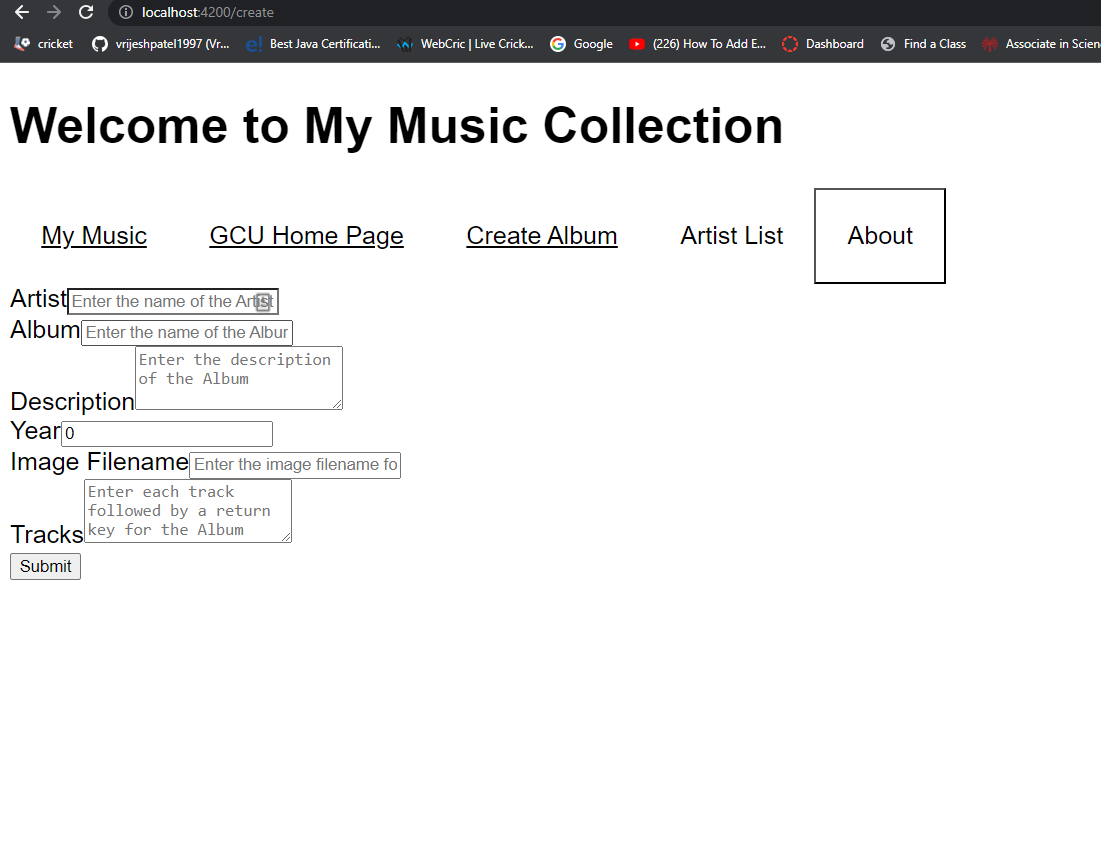 localhost:4200/create
cricket vrijeshpatel1997 (Vr... e! Best Java Certificati... WebCric | Live Crick... Google (226) How To Add E... Dashboard Find a Class Associate in Scien
Welcome to My Music Collection
My Music GCU Home Page Create Album Artist List About
Artist Enter the name of the Artist
Album Enter the name of the Albur
Enter the description
of the Album
Description
Year 0
Image Filename Enter the image filename fo
Enter each track
followed by a return
key for the Album
Tracks
Submit